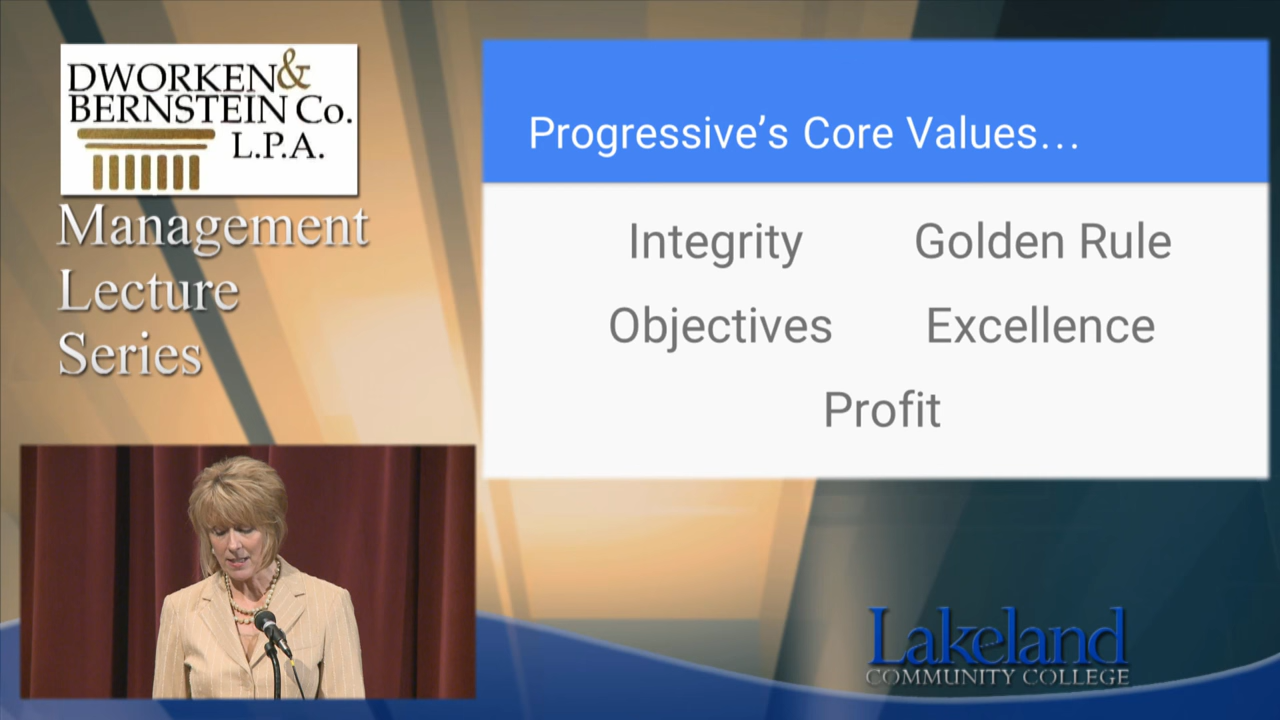 DWORKEN&
BERNSTEIN Co.
L.P.A.
Management
Lecture
Series
Progressive’s Core Values…
Integrity Golden Rule
Objectives Excellence
Profit
Lakeland
COMMUNITY COLLEGE